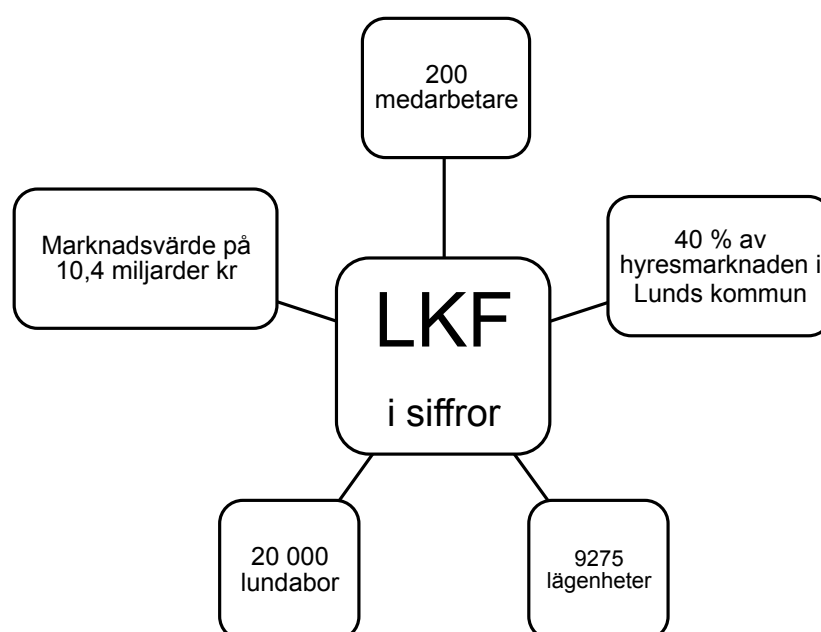 200
medarbetare
Marknadsvärde på
10,4 miljarder kr
40 % av
hyresmarknaden i
Lunds kommun
LKF
i siffror
20 000
lundabor
9275
lägenheter